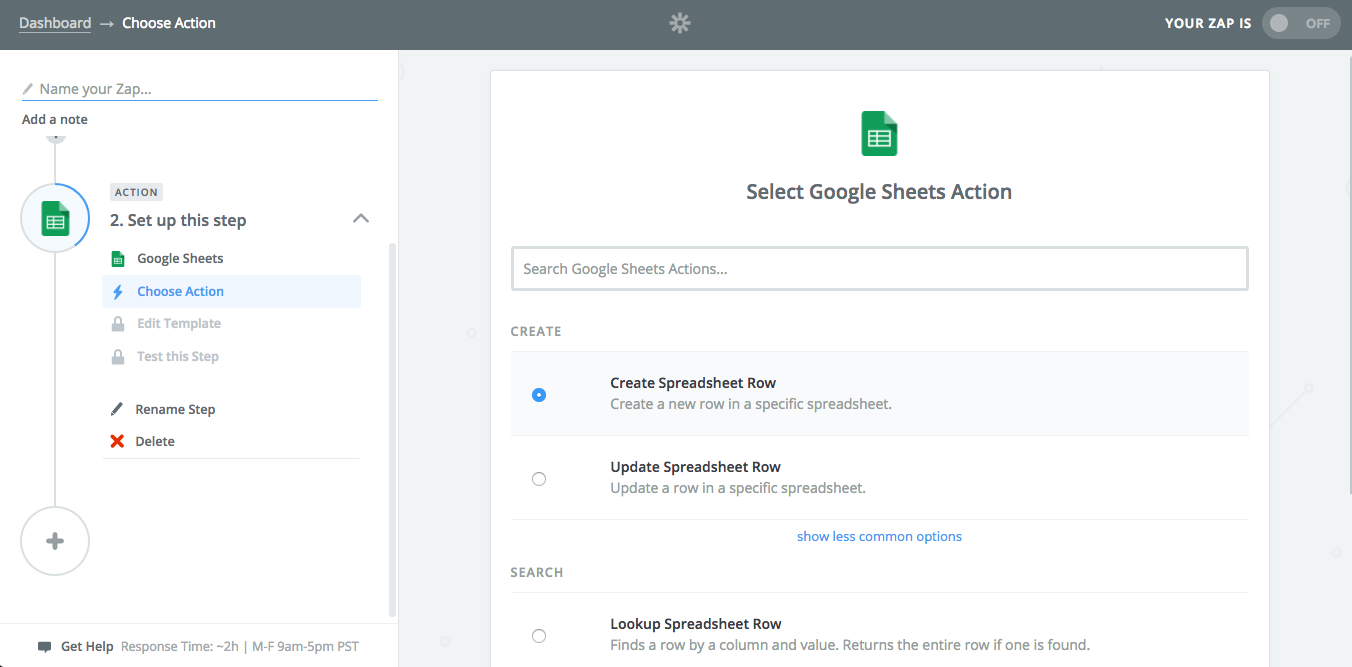 Dashboard → Choose Action
YOUR ZAP IS OFF
Name your Zap...
Add a note
ACTION
2. Set up this step
Google Sheets
Choose Action
Edit Template
Test this Step
Rename Step
Delete
Get Help Response Time: ~2h | M-F 9am-5pm PST
Select Google Sheets Action
Search Google Sheets Actions...
CREATE
Create Spreadsheet Row
Create a new row in a specific spreadsheet.
Update Spreadsheet Row
Update a row in a specific spreadsheet.
show less common options
SEARCH
Lookup Spreadsheet Row
Finds a row by a column and value. Returns the entire row if one is found.